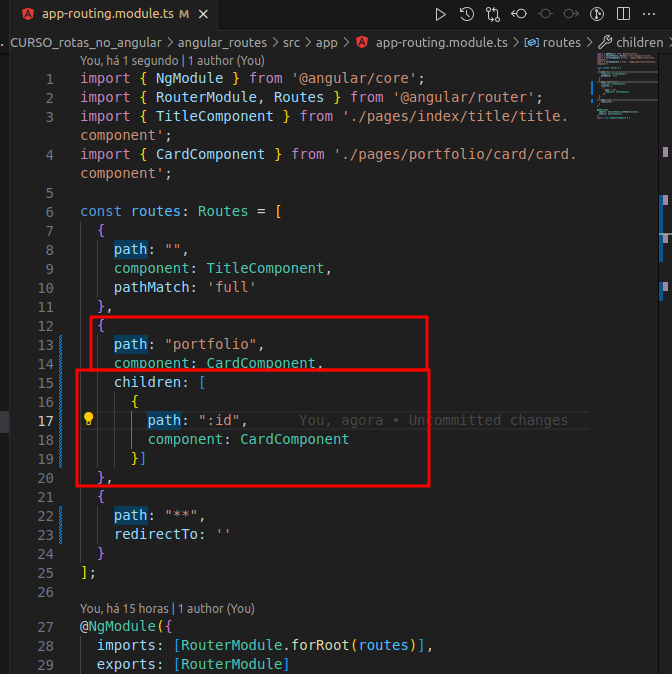 app-routing.module.ts M
CURSO_rotas_no_angular > angular_routes > src > app > app-routing.module.ts > routes > children
You, há 1 segundo | 1 author (You)
1 import { NgModule } from '@angular/core';
2 import { RouterModule, Routes } from '@angular/router';
3 import { TitleComponent } from './pages/index/title/title.
component';
4 import { CardComponent } from './pages/portfolio/card/card.
component';
5
6 const routes: Routes = [
7 {
8 path: "",
9 component: TitleComponent,
10 pathMatch: 'full'
11 },
12 {
13 path: "portfolio",
14 component: CardComponent,
15 children: [
16 {
17 path: ":id", You, agora • Uncommitted changes
18 component: CardComponent
19 }]
20 },
21 {
22 path: "**",
23 redirectTo: ''
24 }
25 ];
26
You, há 15 horas | 1 author (You)
27 @NgModule({
28 imports: [RouterModule.forRoot(routes)],
29 exports: [RouterModule]